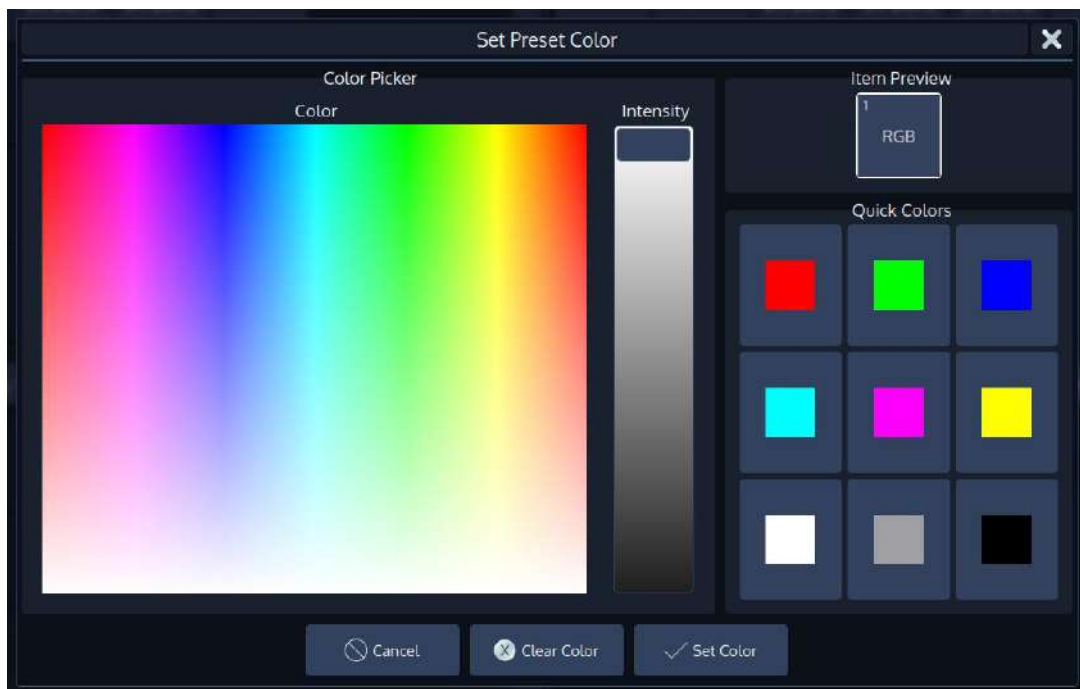 Set Preset Color
Color Picker
Color
Intensity
Item Preview
1
RGB
Quick Colors
Cancel
X
Clear Color
Set Color